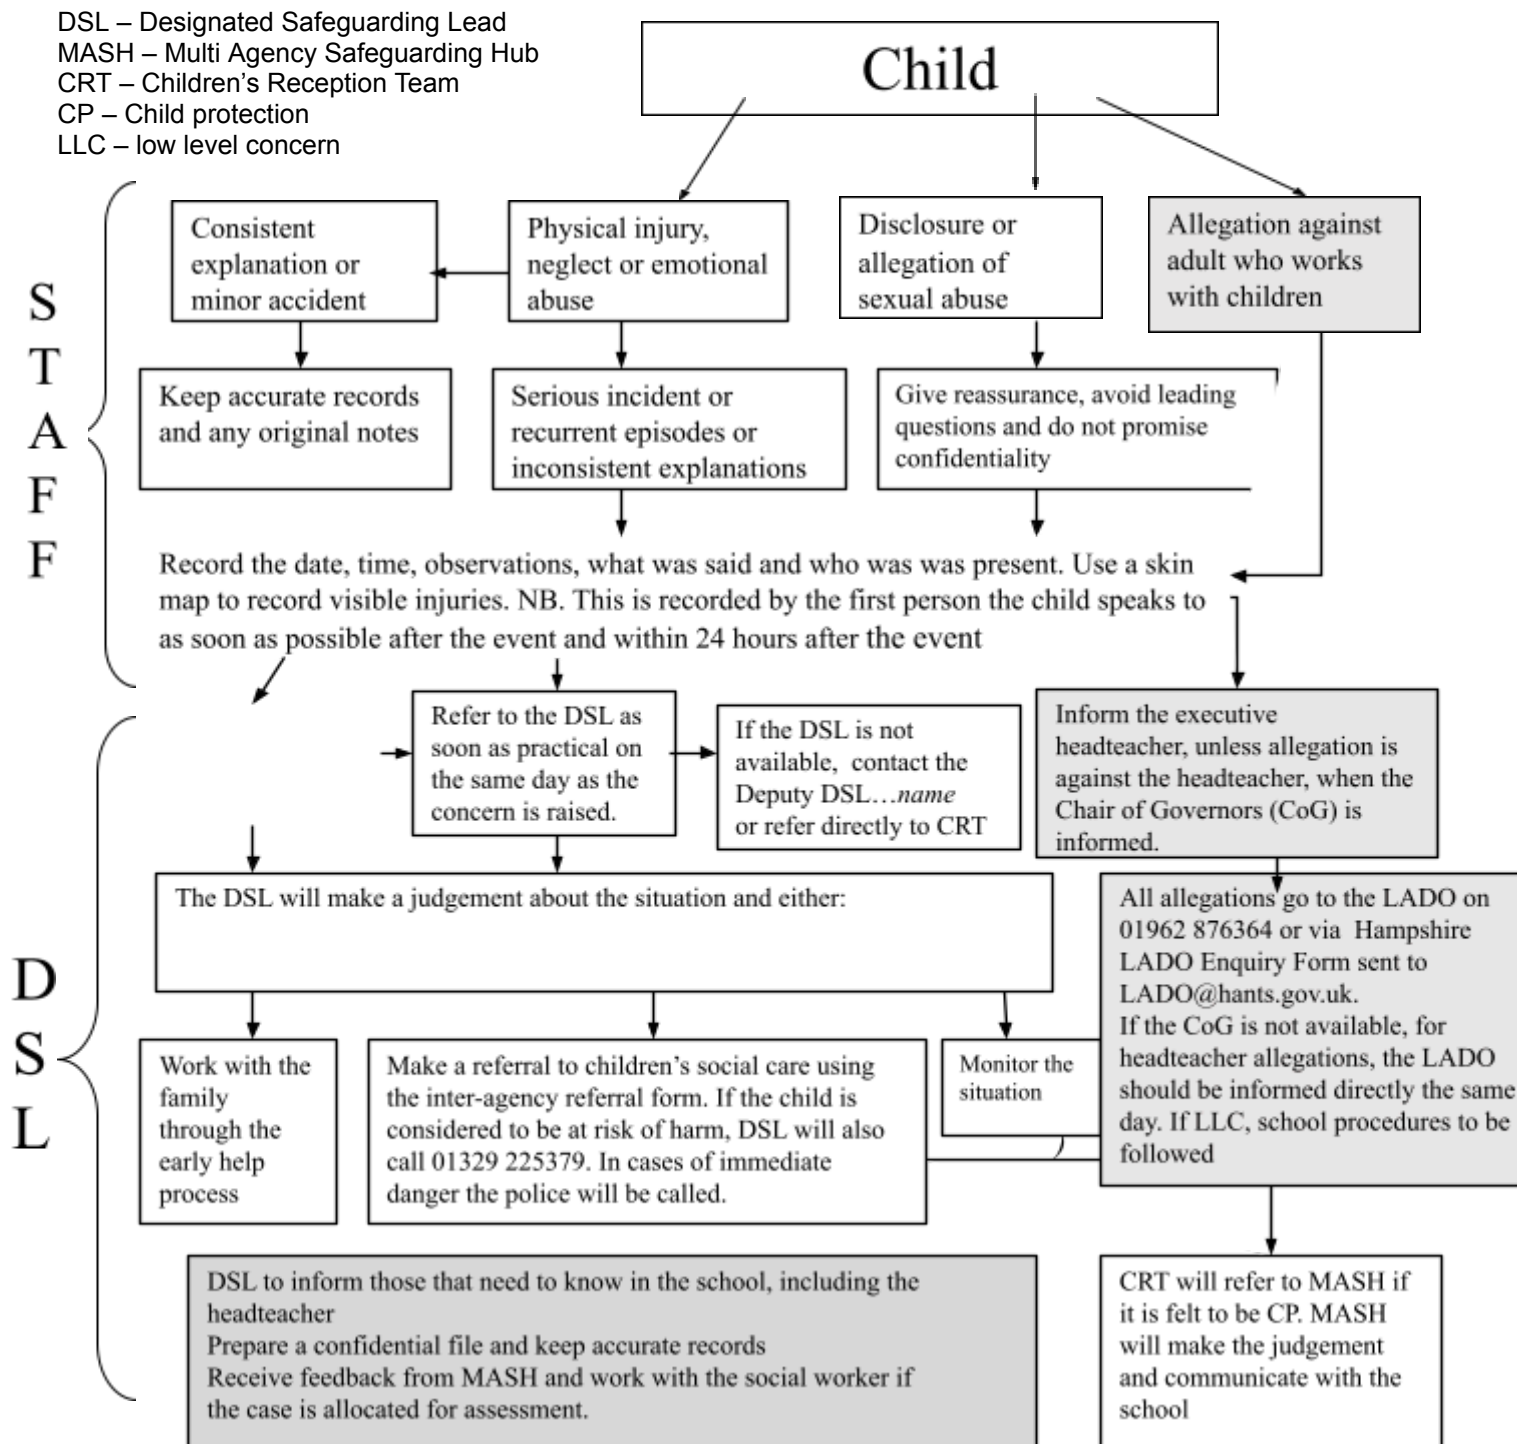 DSL – Designated Safeguarding Lead
MASH – Multi Agency Safeguarding Hub
CRT – Children's Reception Team
CP – Child protection
LLC – low level concern
Child
S
T
A
F
F
Consistent
explanation or
minor accident
Physical injury,
neglect or emotional
abuse
Disclosure or
allegation of
sexual abuse
Allegation against
adult who works
with children
Keep accurate records
and any original notes
Serious incident or
recurrent episodes or
inconsistent explanations
Give reassurance, avoid leading
questions and do not promise
confidentiality
Record the date, time, observations, what was said and who was was present. Use a skin
map to record visible injuries. NB. This is recorded by the first person the child speaks to
as soon as possible after the event and within 24 hours after the event
D
S
L
Refer to the DSL as
soon as practical on
the same day as the
concern is raised.
If the DSL is not
available,  contact the
Deputy DSL…name
or refer directly to CRT
Inform the executive
headteacher, unless allegation is
against the headteacher, when the
Chair of Governors (CoG) is
informed.
The DSL will make a judgement about the situation and either:
All allegations go to the LADO on
01962 876364 or via  Hampshire
LADO Enquiry Form sent to
LADO@hants.gov.uk.
If the CoG is not available, for
headteacher allegations, the LADO
should be informed directly the same
day. If LLC, school procedures to be
followed
Work with the
family
through the
early help
process
Make a referral to children's social care using
the inter-agency referral form. If the child is
considered to be at risk of harm, DSL will also
call 01329 225379. In cases of immediate
danger the police will be called.
Monitor the
situation
DSL to inform those that need to know in the school, including the
headteacher
Prepare a confidential file and keep accurate records
Receive feedback from MASH and work with the social worker if
the case is allocated for assessment.
CRT will refer to MASH if
it is felt to be CP. MASH
will make the judgement
and communicate with the
school